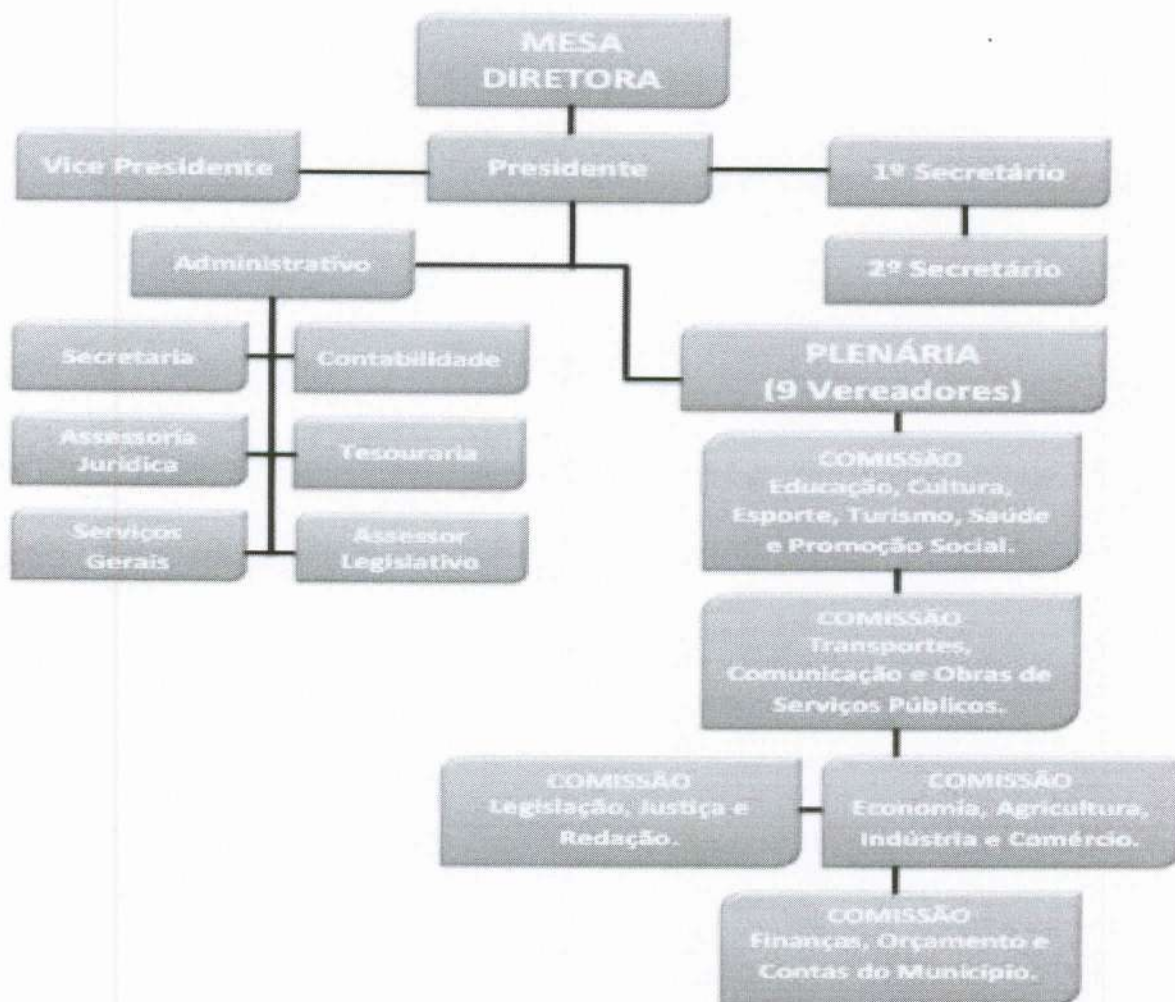 MESA
DIRETORA
Vice Presidente
Presidente
1º Secretário
2º Secretário
Administrativo
Secretaria
Contabilidade
Assessoria
Jurídica
Tesouraria
Serviços
Gerais
Assessor
Legislativo
PLENÁRIA
(9 Vereadores)
COMISSÃO
Educação, Cultura,
Esporte, Turismo, Saúde
e Promoção Social.
COMISSÃO
Transportes,
Comunicação e Obras de
Serviços Públicos.
COMISSÃO
Legislação, Justiça e
Redação.
COMISSÃO
Economia, Agricultura,
Indústria e Comércio.
COMISSÃO
Finanças, Orçamento e
Contas do Município.